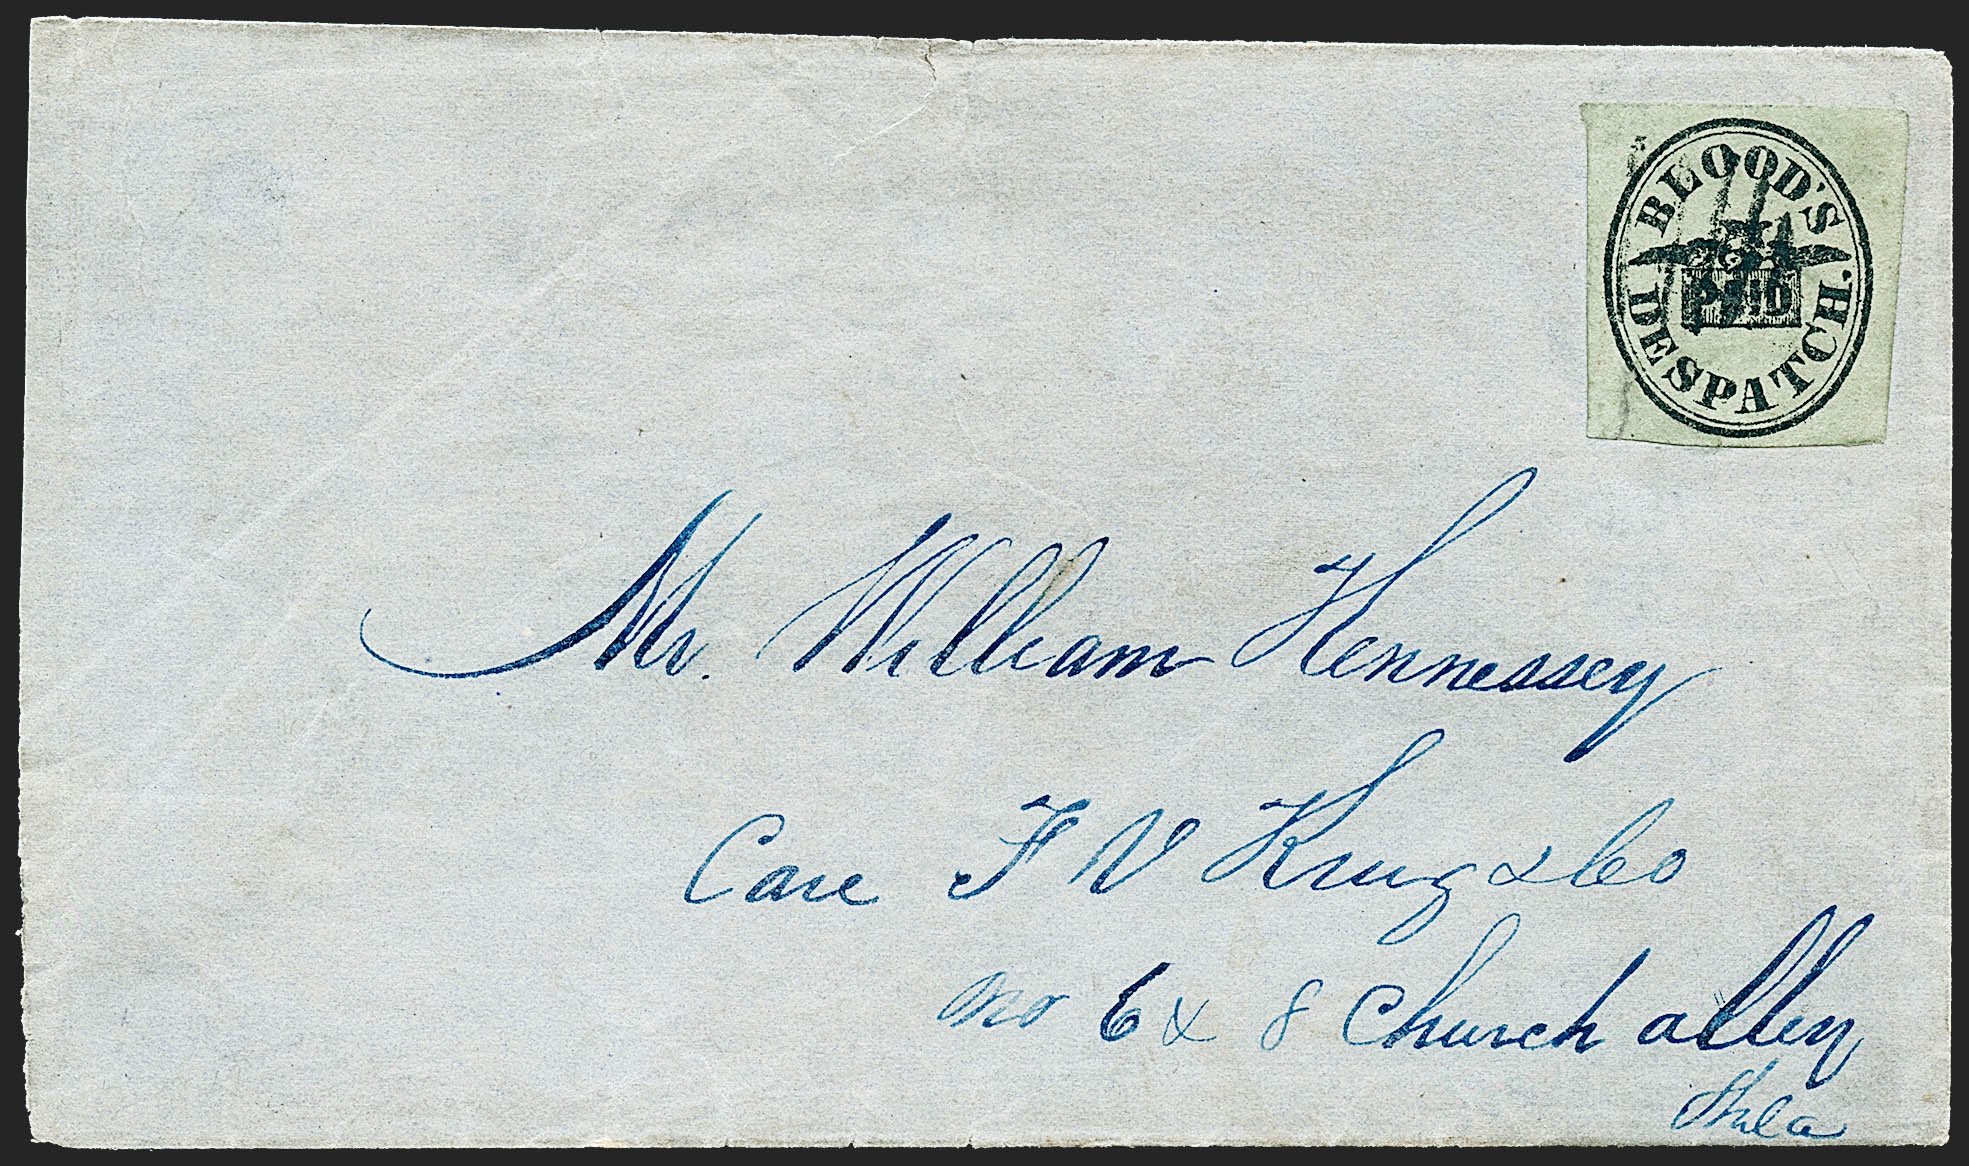 BLOOD'S
PAID
DESPATCH.
Mr. William Hennessey
Care F V Krug & Co
No 6 & 8 Church alley
Phila